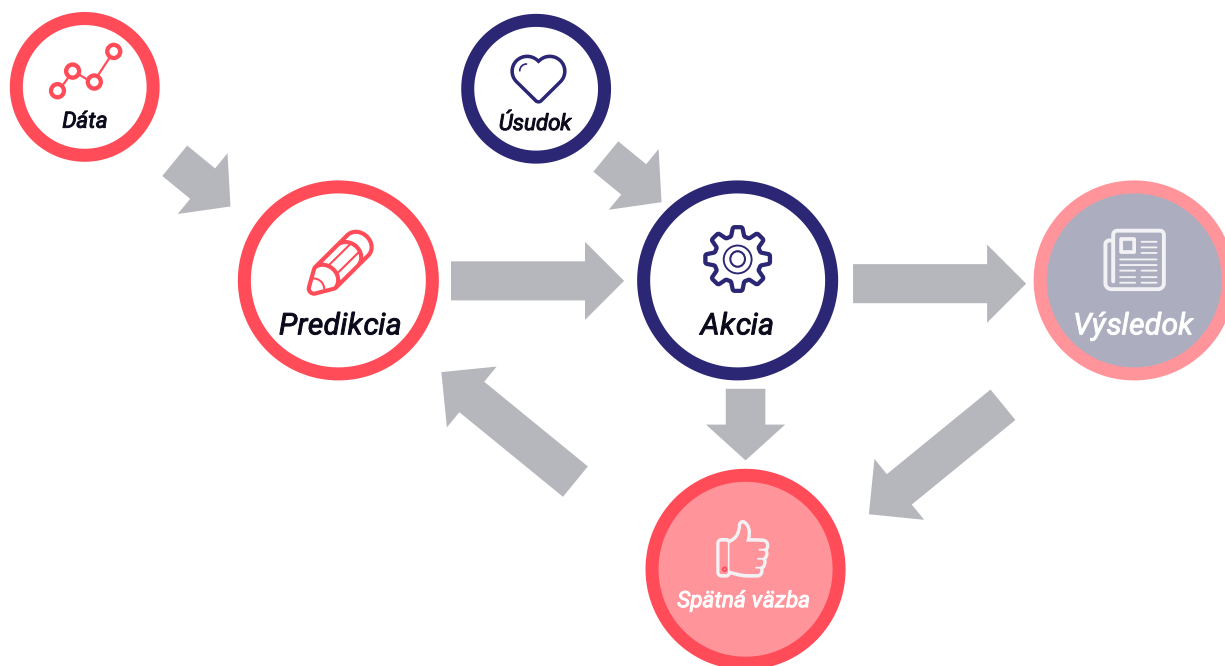 Dáta
Úsudok
Predikcia
Akcia
Výsledok
Spätná väzba